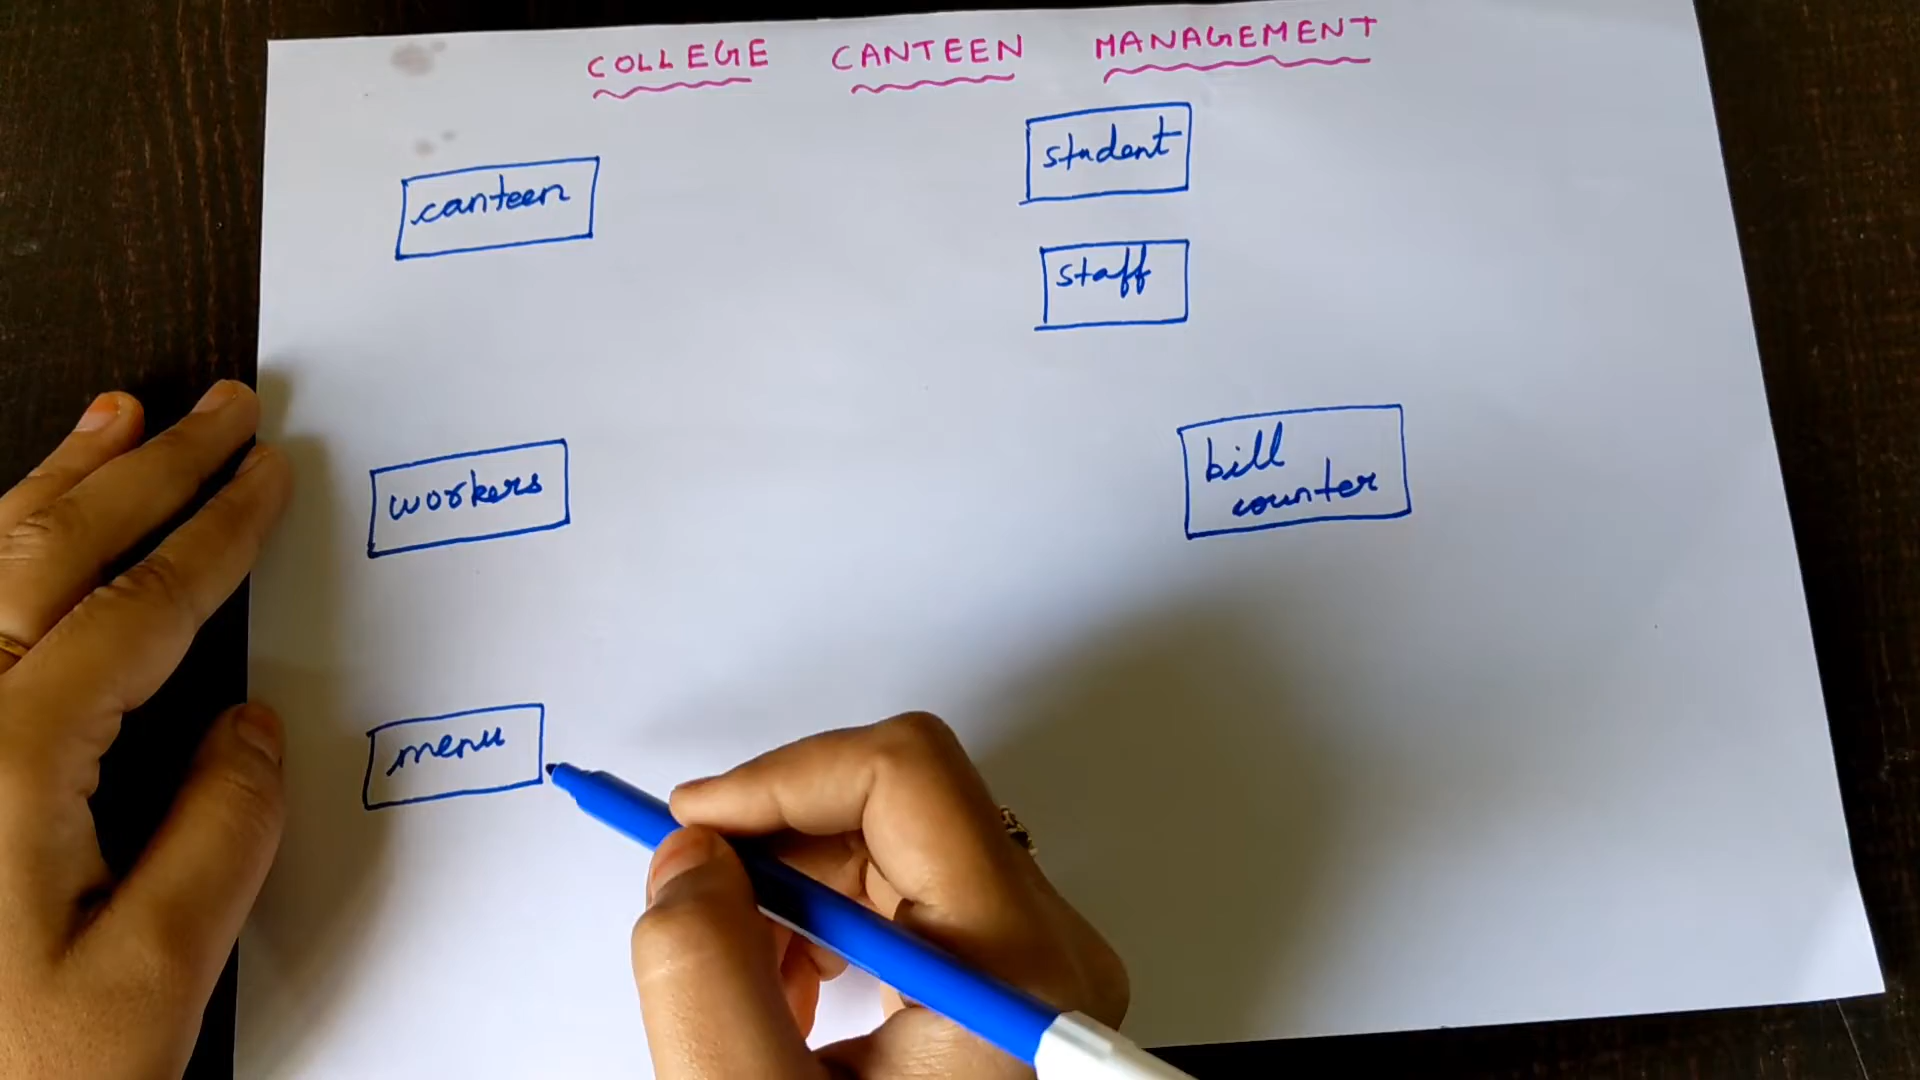 COLLEGE CANTEEN MANAGEMENT
student
canteen
staff
workers
bill
counter
menu